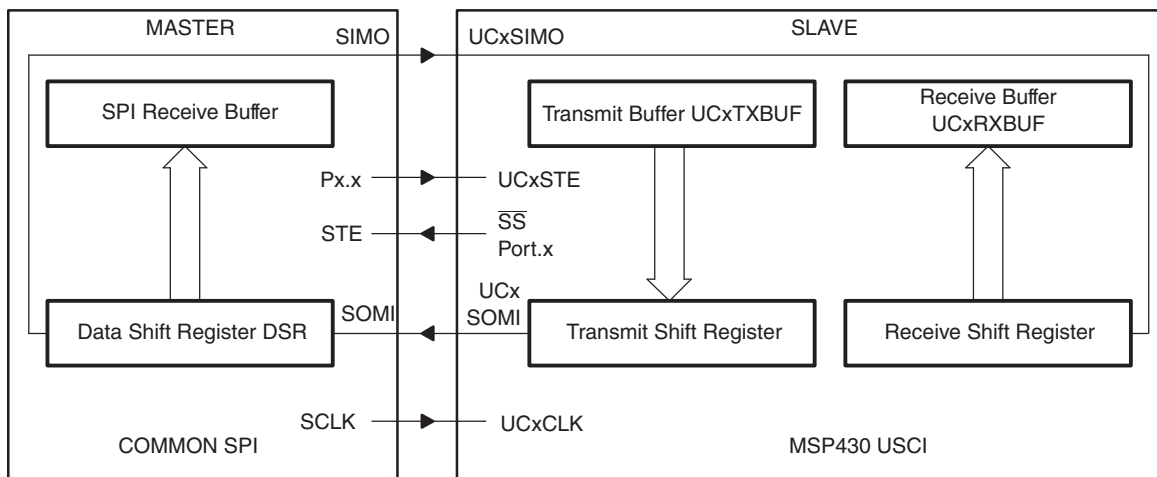 MASTER
SIMO
SPI Receive Buffer
Px.x
STE
SOMI
Data Shift Register DSR
SCLK
COMMON SPI
SLAVE
UCxSIMO
Transmit Buffer UCxTXBUF
Receive Buffer
UCxRXBUF
UCxSTE
SS
Port.x
UCx
SOMI
Transmit Shift Register
Receive Shift Register
UCxCLK
MSP430 USCI